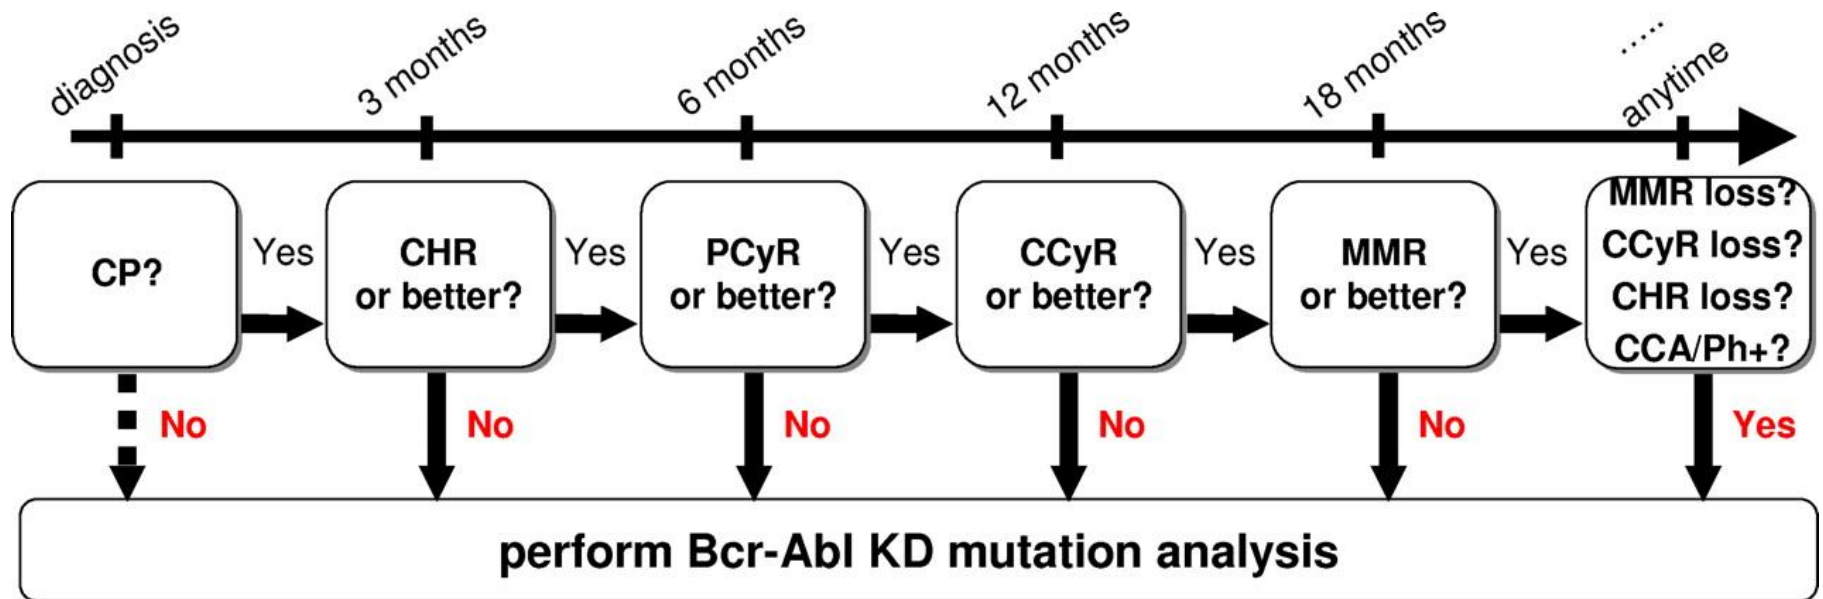 diagnosis
3 months
6 months
12 months
18 months
.....
anytime
CP?
Yes
CHR
or better?
Yes
PCyR
or better?
Yes
CCyR
or better?
Yes
MMR
or better?
Yes
MMR loss?
CCyR loss?
CHR loss?
CCA/Ph+?
No
No
No
No
No
Yes
perform Bcr-Abl KD mutation analysis